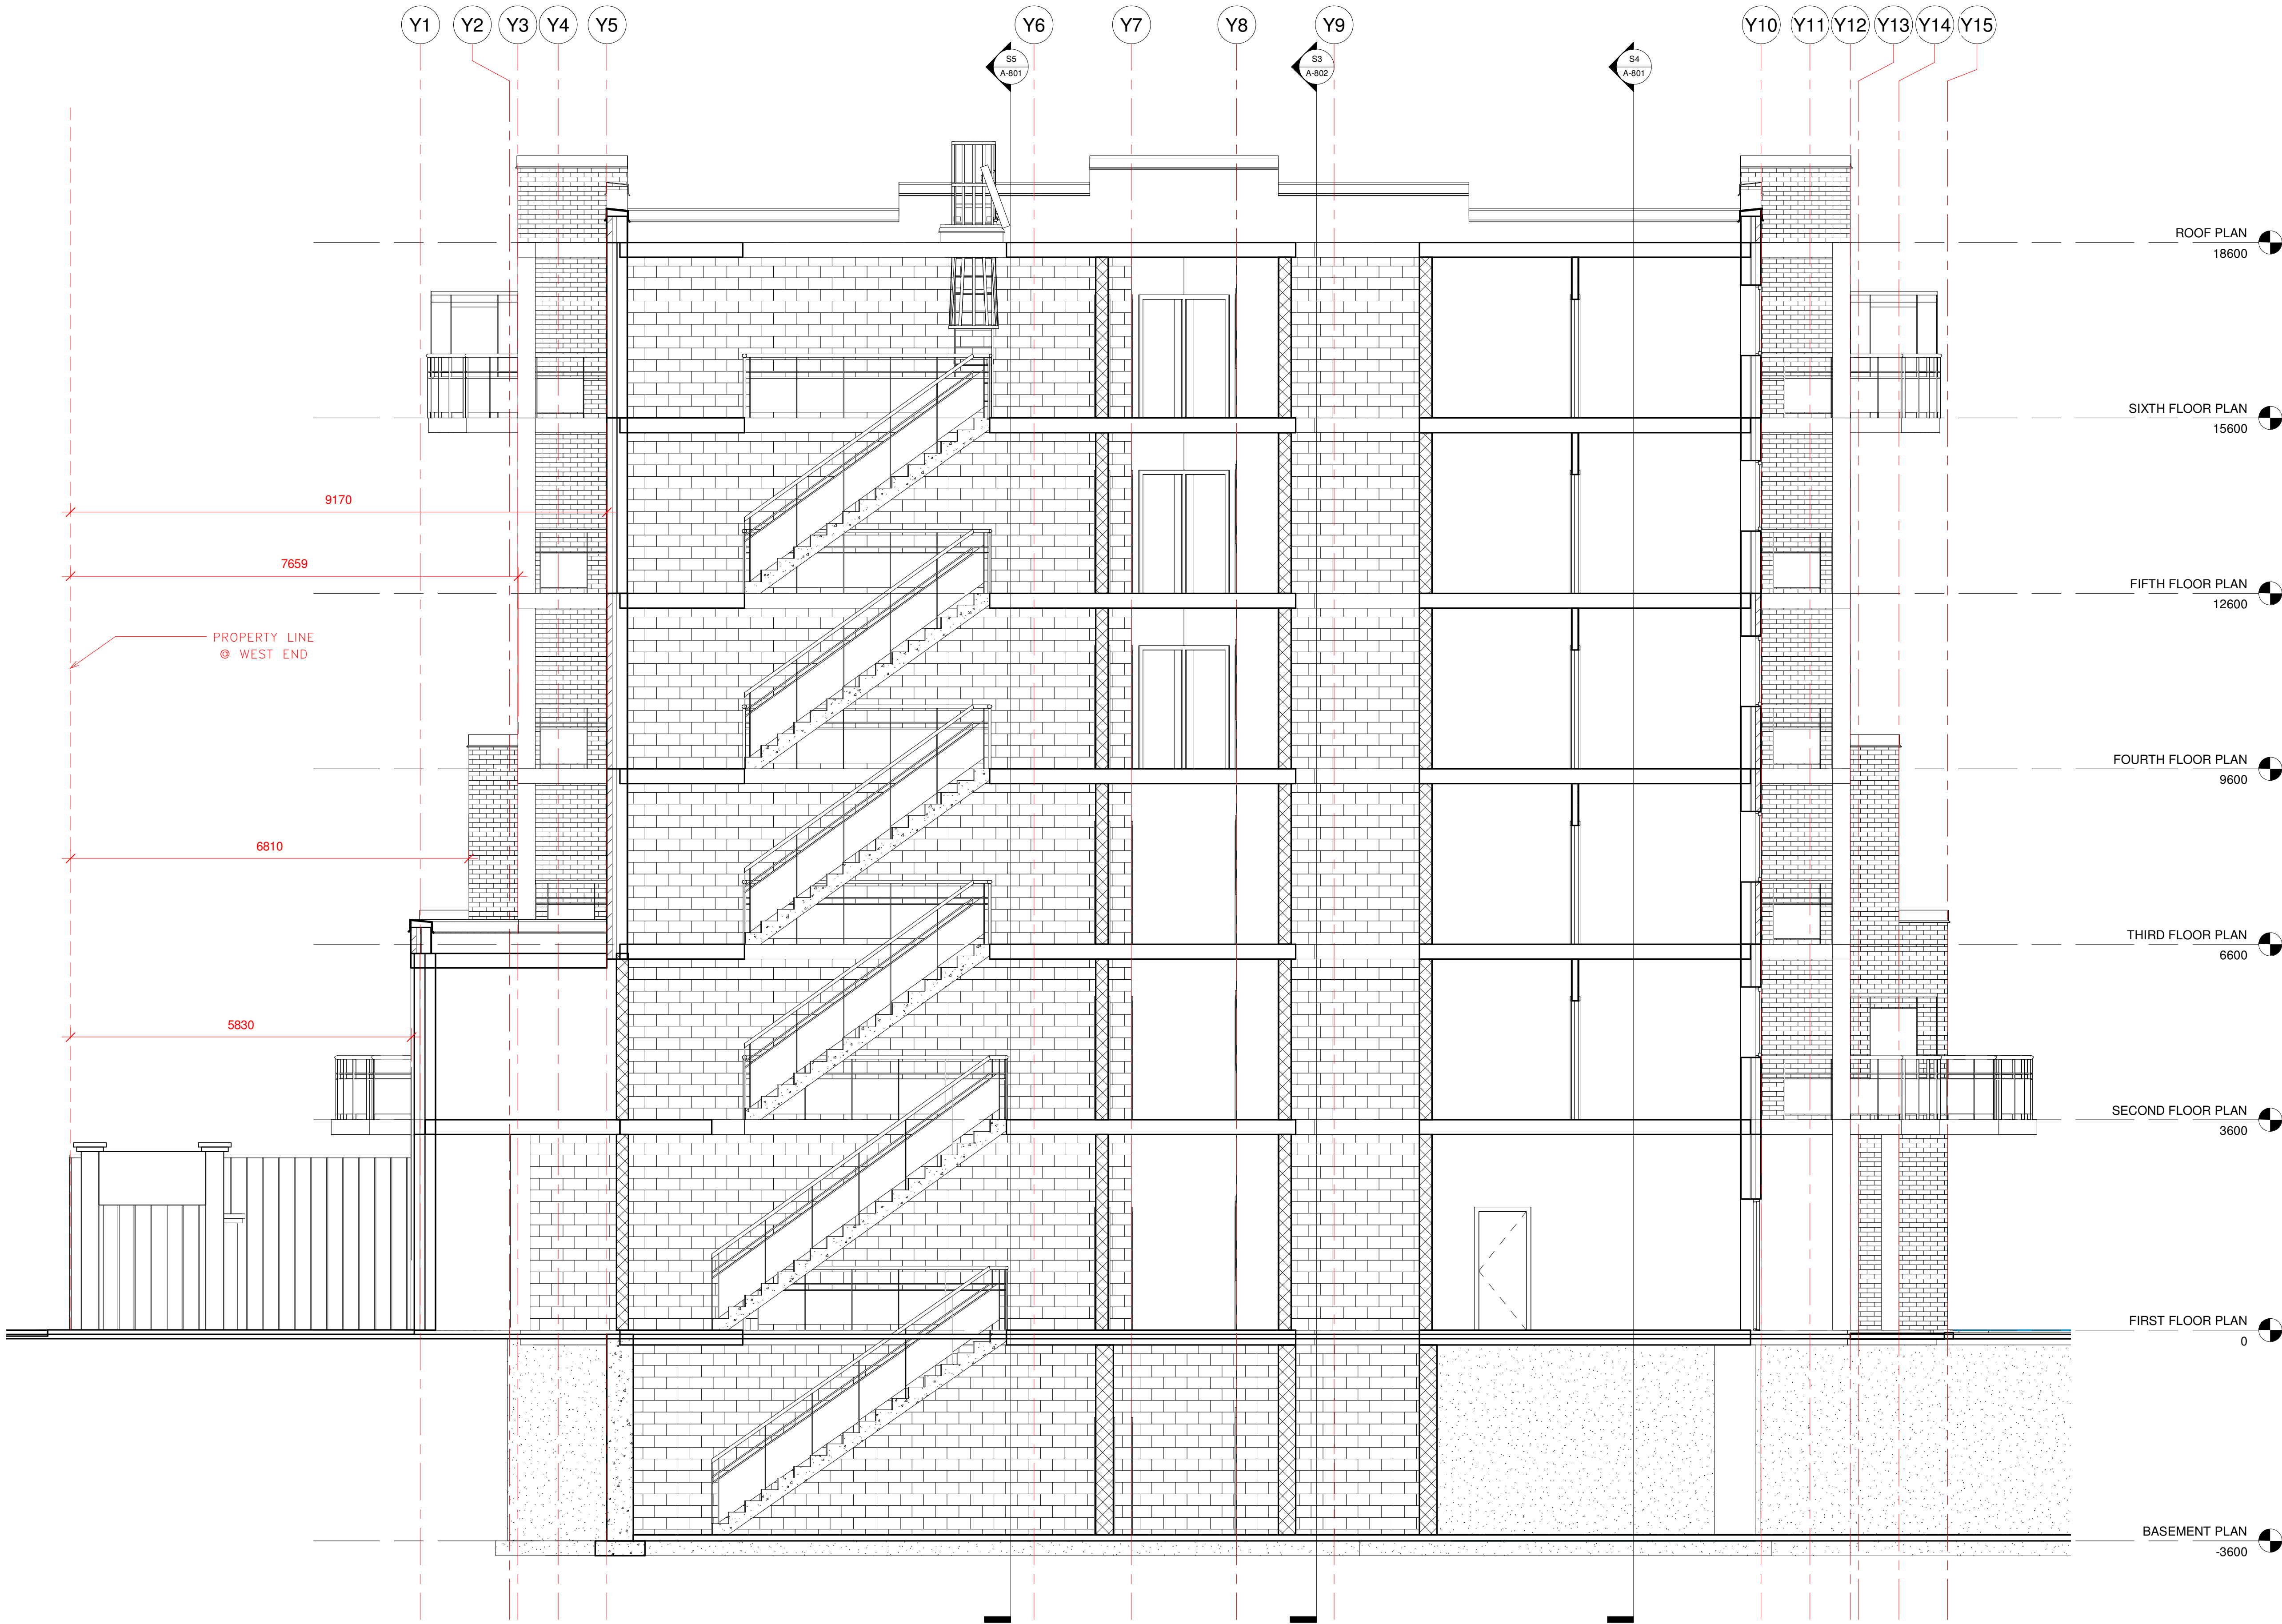 Y1
Y2
Y3
Y4
Y5
Y6
Y7
Y8
Y9
Y10
Y11
Y12
Y13
Y14
Y15
S5
A-801
S3
A-802
S4
A-801
ROOF PLAN
18600
SIXTH FLOOR PLAN
15600
9170
7659
FIFTH FLOOR PLAN
12600
PROPERTY LINE
@ WEST END
FOURTH FLOOR PLAN
9600
6810
THIRD FLOOR PLAN
6600
5830
SECOND FLOOR PLAN
3600
FIRST FLOOR PLAN
0
BASEMENT PLAN
-3600